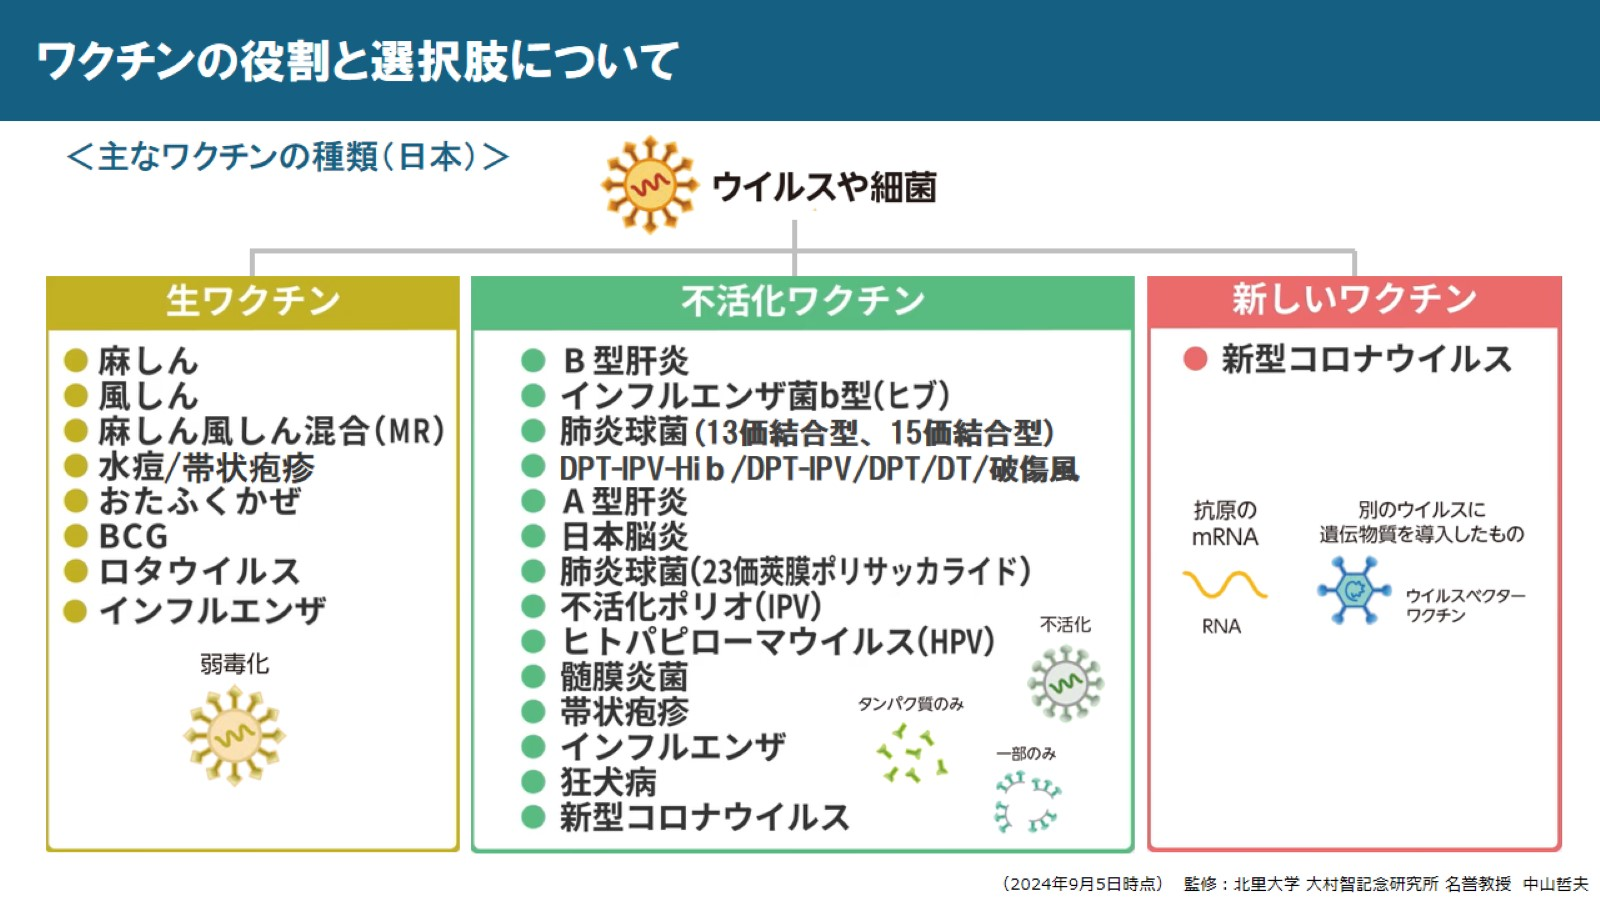 ワクチンの役割と選択肢について
＜主なワクチンの種類（日本）＞
ウイルスや細菌
生ワクチン
麻しん
風しん
麻しん風しん混合（MR）
水痘/帯状疱疹
おたふくかぜ
BCG
ロタウイルス
インフルエンザ
弱毒化
不活化ワクチン
B型肝炎
インフルエンザ菌b型（ヒブ）
肺炎球菌（13価結合型、15価結合型）
DPT-IPV-Hib/DPT-IPV/DPT/DT/破傷風
A型肝炎
日本脳炎
肺炎球菌（23価莢膜ポリサッカライド）
不活化ポリオ（IPV）
ヒトパピローマウイルス（HPV）
髄膜炎菌
帯状疱疹
インフルエンザ
狂犬病
新型コロナウイルス
不活化
タンパク質のみ
一部のみ
新しいワクチン
新型コロナウイルス
抗原の
mRNA
RNA
別のウイルスに
遺伝物質を導入したもの
ウイルスベクター
ワクチン
（2024年9月5日時点） 監修：北里大学 大村智記念研究所 名誉教授 中山哲夫